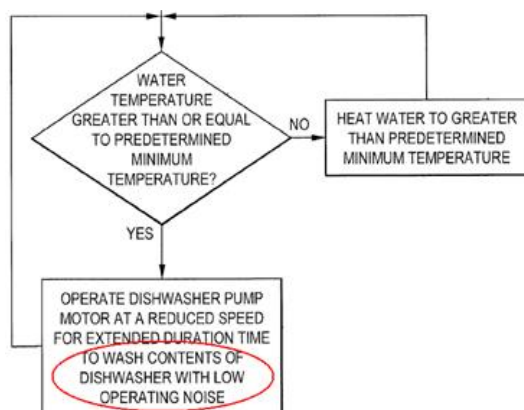 WATER
TEMPERATURE
GREATER THAN OR EQUAL
TO PREDETERMINED
MINIMUM
TEMPERATURE?
NO
HEAT WATER TO GREATER
THAN PREDETERMINED
MINIMUM TEMPERATURE
YES
OPERATE DISHWASHER PUMP
MOTOR AT A REDUCED SPEED
FOR EXTENDED DURATION TIME
TO WASH CONTENTS OF
DISHWASHER WITH LOW
OPERATING NOISE